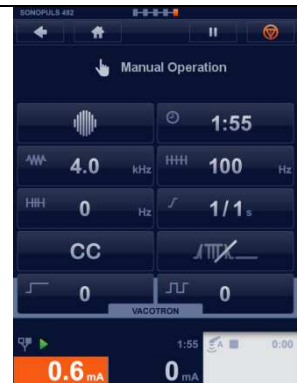 SONOPULS 492
Manual Operation
1:55
4.0 kHz
100 Hz
0 Hz
1/1 s
CC
0
0
VACOTRON
1:55
A
0:00
0.6 mA
0 mA